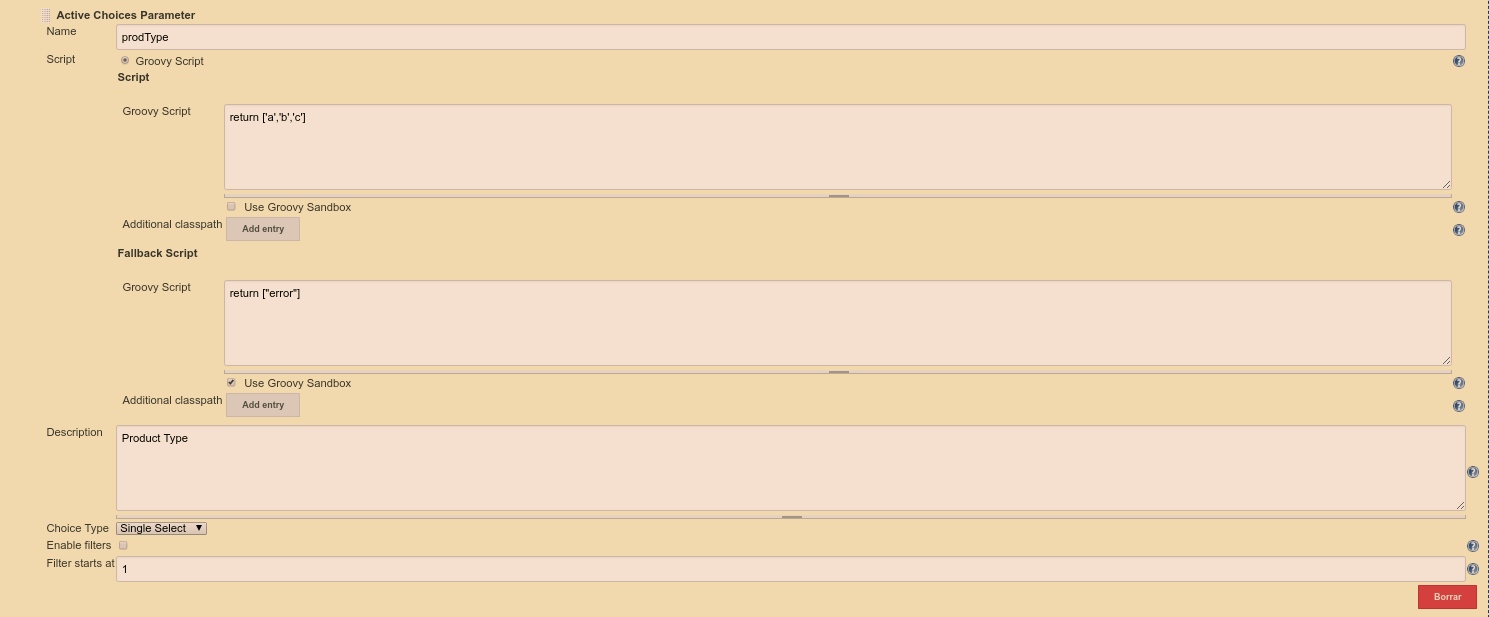 Active Choices Parameter
Name
prodType
Script
Groovy Script
Script
Groovy Script
return ['a','b','c']
Use Groovy Sandbox
Additional classpath
Add entry
Fallback Script
Groovy Script
return ["error"]
Use Groovy Sandbox
Additional classpath
Add entry
Description
Product Type
Choice Type
Single Select
Enable filters
Filter starts at
1
Borrar